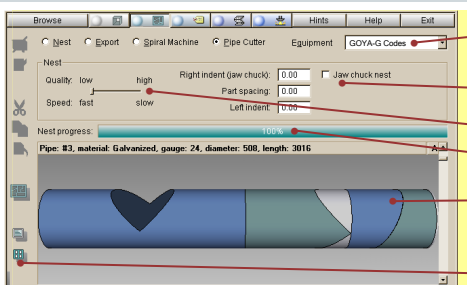 Browse Hints Help Exit
Nest Export Spiral Machine Pipe Cutter Equipment GOYA-G Codes
Nest
Quality: low high Right indent (jaw chuck): 0.00 Jaw chuck nest
Part spacing: 0.00
Speed: fast slow Left indent: 0.00
Nest progress: 100%
Pipe: #3, material: Galvanized, gauge: 24, diameter: 508, length: 3016 A